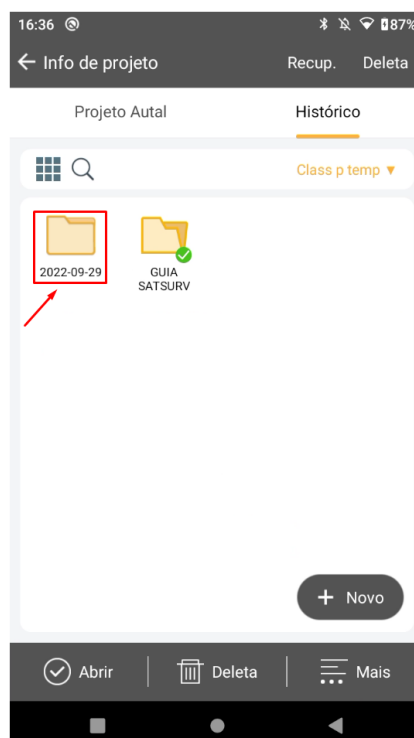 16:36 87%
Info de projeto Recup. Deleta
Projeto Autal Histórico
Class p temp ▼
2022-09-29 GUIA
SATSURV
+ Novo
Abrir Deleta Mais